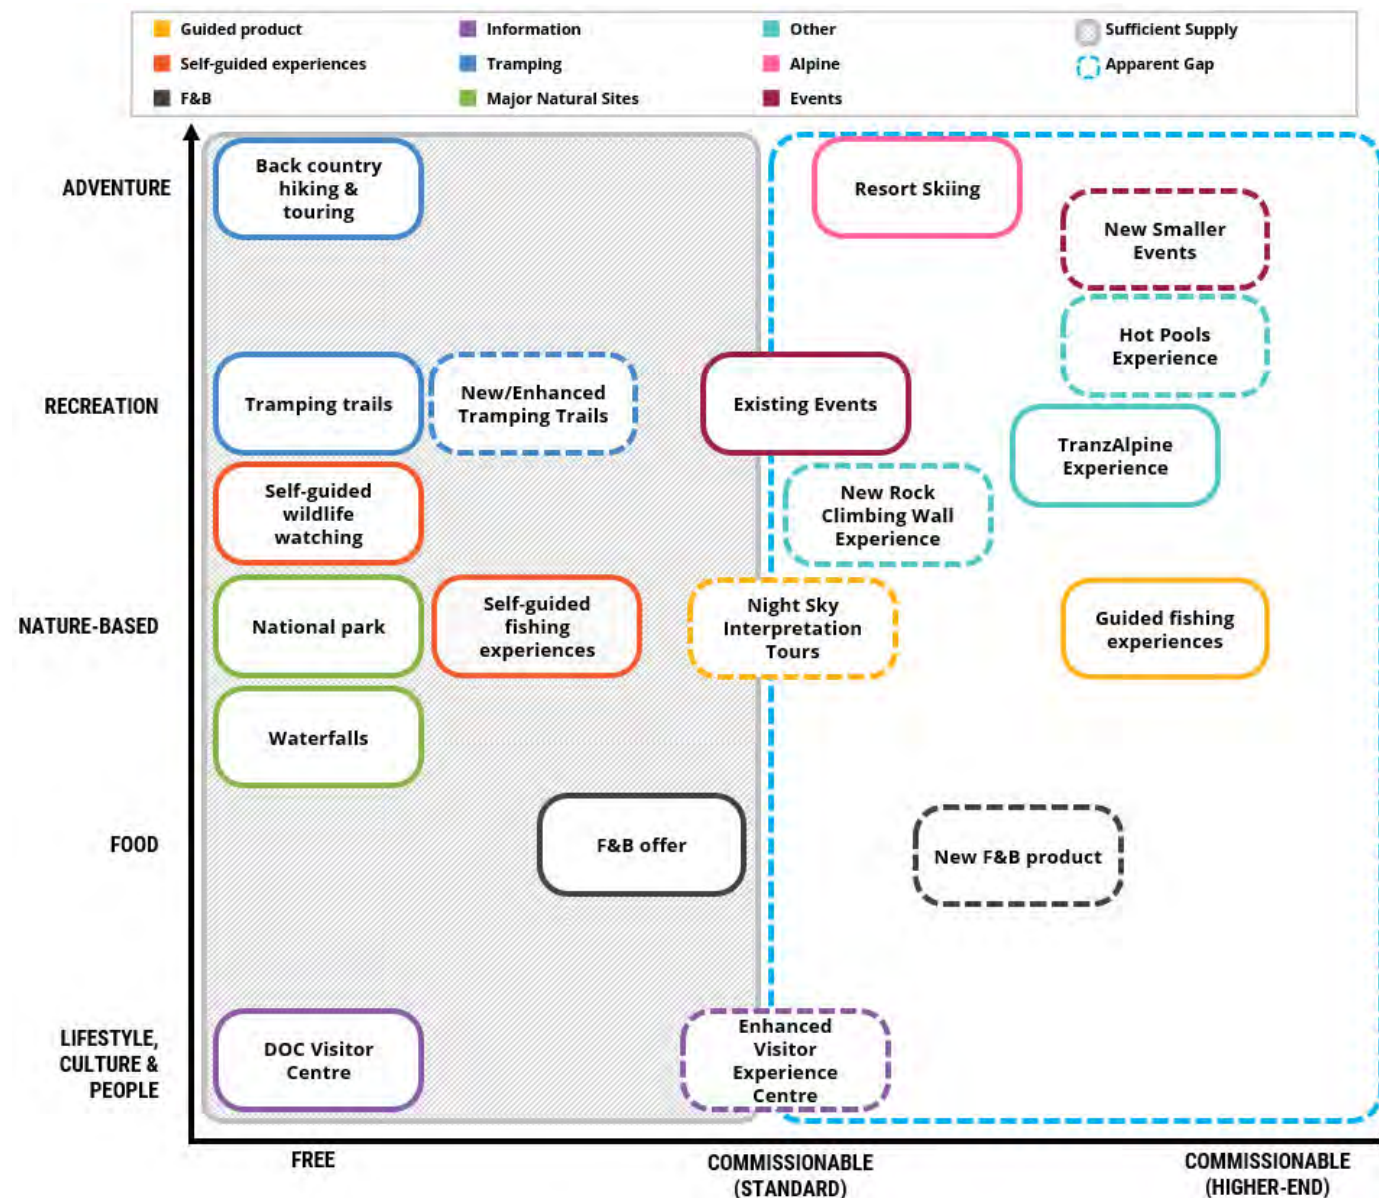 Guided product
Self-guided experiences
F&B
Information
Tramping
Major Natural Sites
Other
Alpine
Events
Sufficient Supply
Apparent Gap
ADVENTURE
Back country
hiking &
touring
Resort Skiing
New Smaller
Events
Hot Pools
Experience
RECREATION
Tramping trails
New/Enhanced
Tramping Trails
Existing Events
TranzAlpine
Experience
Self-guided
wildlife
watching
New Rock
Climbing Wall
Experience
NATURE-BASED
National park
Self-guided
fishing
experiences
Night Sky
Interpretation
Tours
Guided fishing
experiences
Waterfalls
FOOD
F&B offer
New F&B product
LIFESTYLE,
CULTURE &
PEOPLE
DOC Visitor
Centre
Enhanced
Visitor
Experience
Centre
FREE
COMMISSIONABLE
(STANDARD)
COMMISSIONABLE
(HIGHER-END)